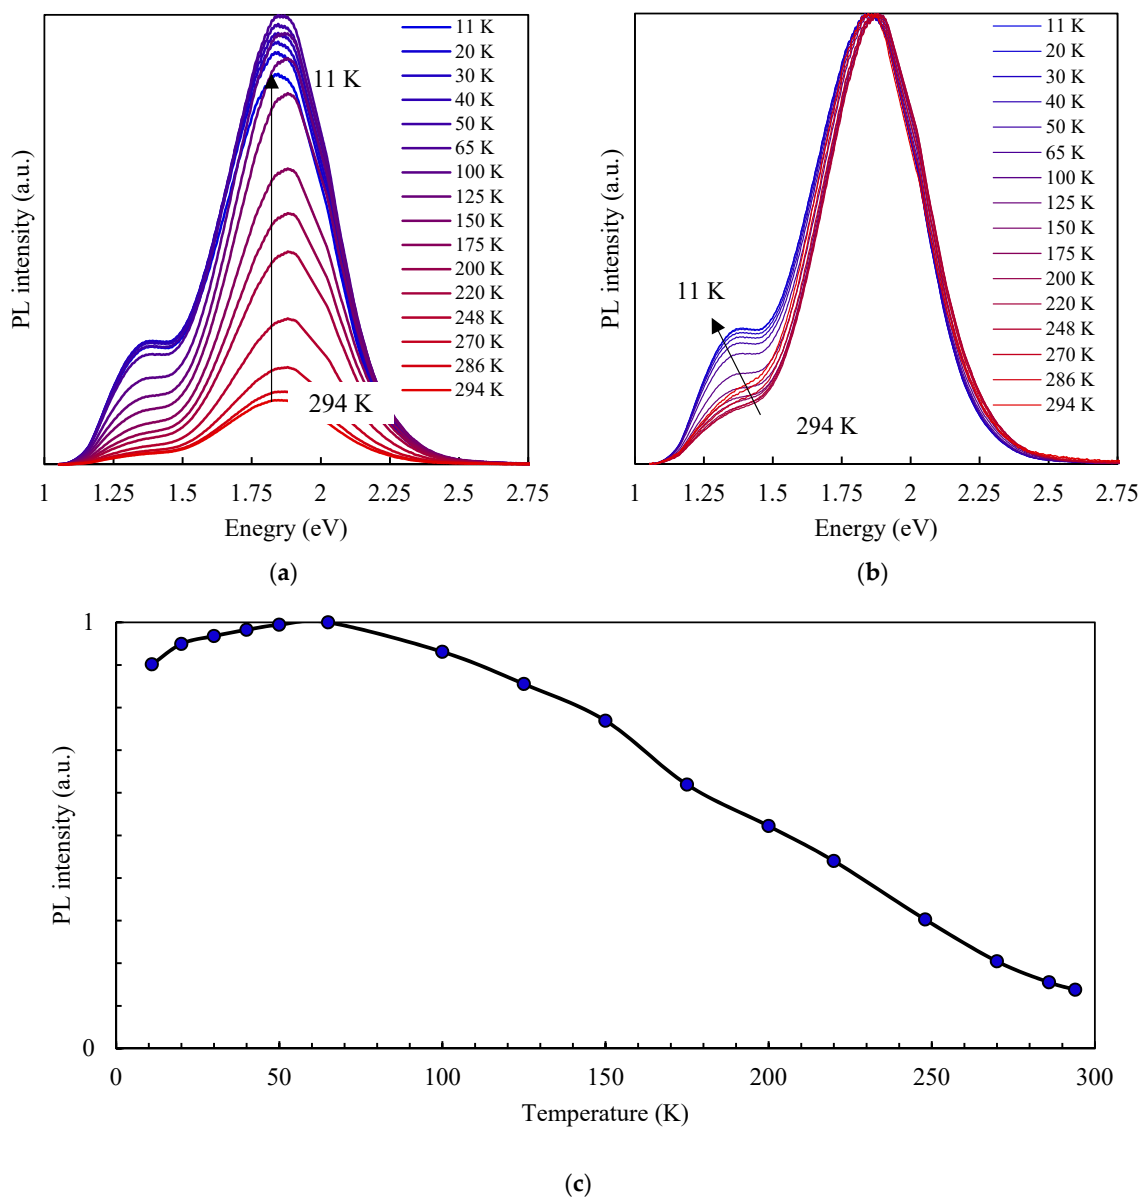 PL intensity (a.u.)
11 K
20 K
30 K
40 K
50 K
65 K
100 K
125 K
150 K
175 K
200 K
220 K
248 K
270 K
286 K
294 K
11 K
294 K
1 1.25 1.5 1.75 2 2.25 2.5 2.75
Enegry (eV)
(a)
PL intensity (a.u.)
11 K
20 K
30 K
40 K
50 K
65 K
100 K
125 K
150 K
175 K
200 K
220 K
248 K
270 K
286 K
294 K
11 K
294 K
1 1.25 1.5 1.75 2 2.25 2.5 2.75
Energy (eV)
(b)
PL intensity (a.u.)
1
0
0 50 100 150 200 250 300
Temperature (K)
(c)